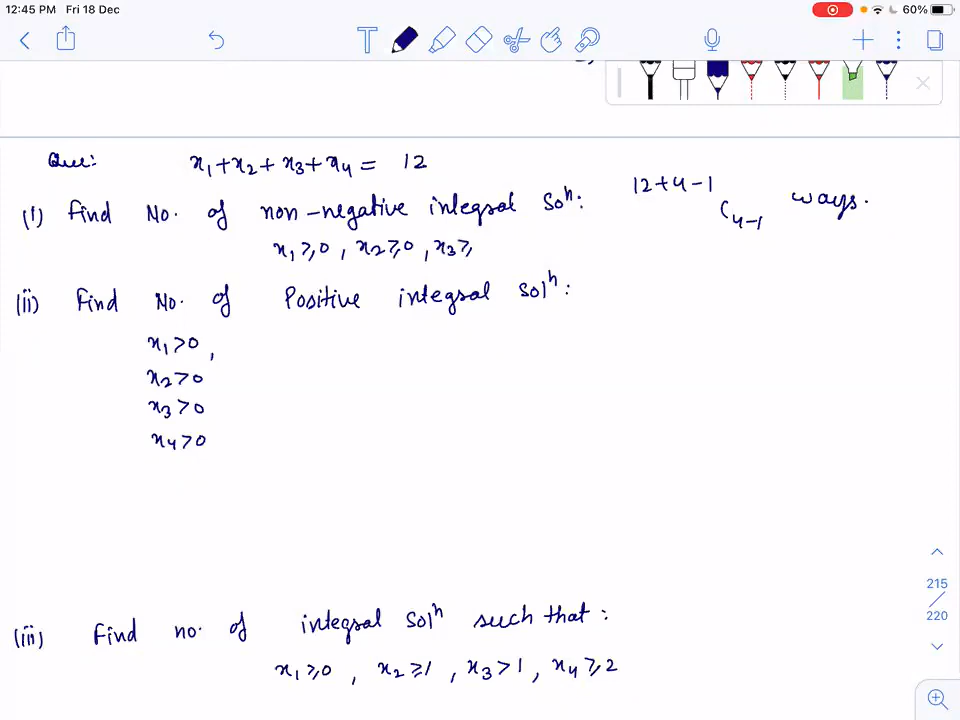 12:45 PM Fri 18 Dec
60%
Que: x₁+x₂+x₃+x₄ = 12
(i) Find No. of non-negative integral Solⁿ: ¹²⁺⁴⁻¹C₄₋₁ ways.
x₁≥0, x₂≥0, x₃≥
(ii) Find No. of Positive integral Solⁿ:
x₁>0,
x₂>0
x₃>0
x₄>0
215
220
(iii) Find no. of integral Solⁿ such that:
x₁≥0, x₂≥1, x₃>1, x₄≥2